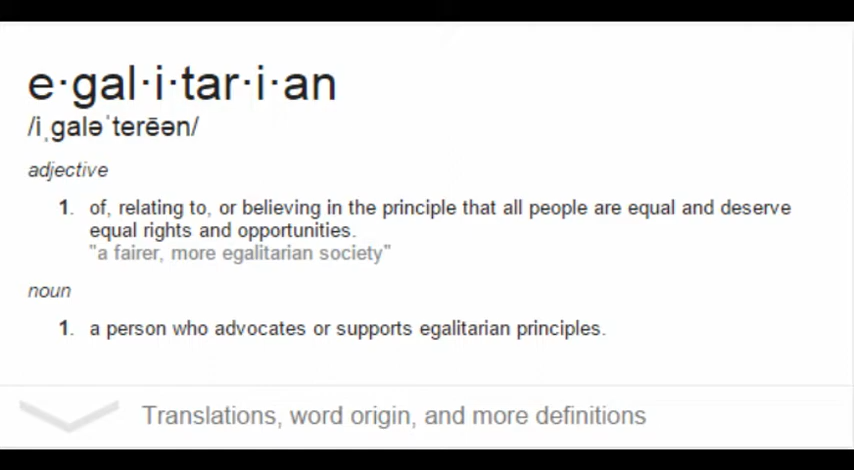 e·gal·i·tar·i·an
/iˌɡaləˈterēən/
adjective
1. of, relating to, or believing in the principle that all people are equal and deserve
equal rights and opportunities.
"a fairer, more egalitarian society"
noun
1. a person who advocates or supports egalitarian principles.
Translations, word origin, and more definitions